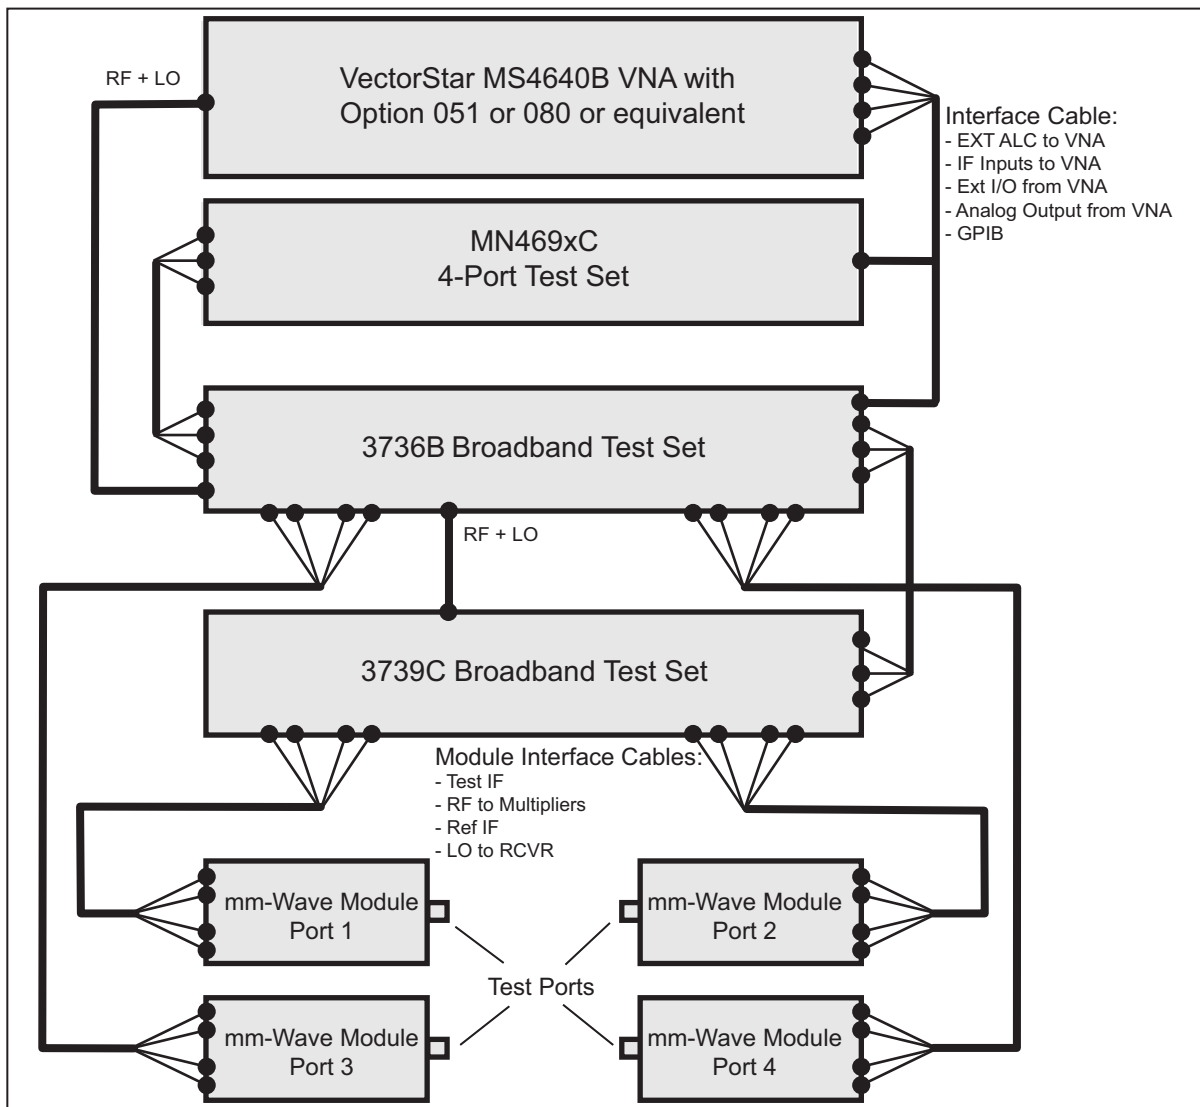 RF + LO
VectorStar MS4640B VNA with
Option 051 or 080 or equivalent
Interface Cable:
- EXT ALC to VNA
- IF Inputs to VNA
- Ext I/O from VNA
- Analog Output from VNA
- GPIB
MN469xC
4-Port Test Set
3736B Broadband Test Set
RF + LO
3739C Broadband Test Set
Module Interface Cables:
- Test IF
- RF to Multipliers
- Ref IF
- LO to RCVR
mm-Wave Module
Port 1
mm-Wave Module
Port 2
Test Ports
mm-Wave Module
Port 3
mm-Wave Module
Port 4